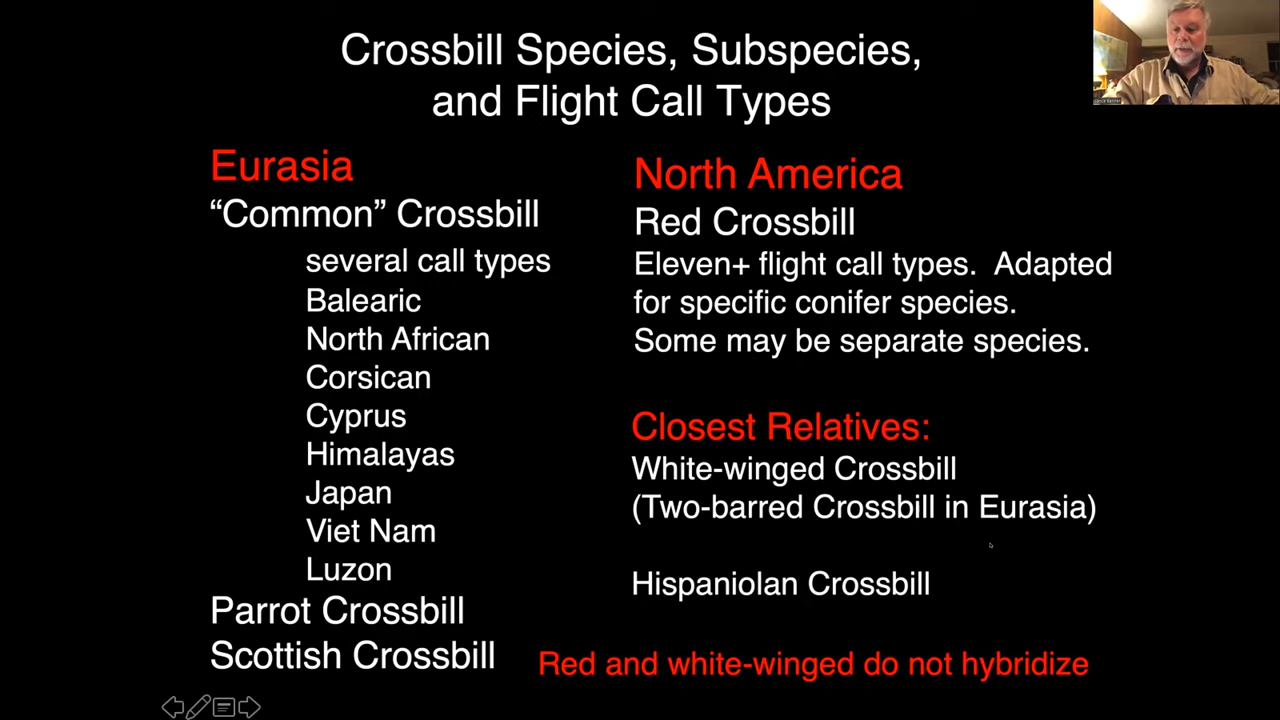 Crossbill Species, Subspecies,
and Flight Call Types
Eurasia
“Common” Crossbill
several call types
Balearic
North African
Corsican
Cyprus
Himalayas
Japan
Viet Nam
Luzon
Parrot Crossbill
Scottish Crossbill
North America
Red Crossbill
Eleven+ flight call types.  Adapted
for specific conifer species.
Some may be separate species.
Closest Relatives:
White-winged Crossbill
(Two-barred Crossbill in Eurasia)
Hispaniolan Crossbill
Red and white-winged do not hybridize